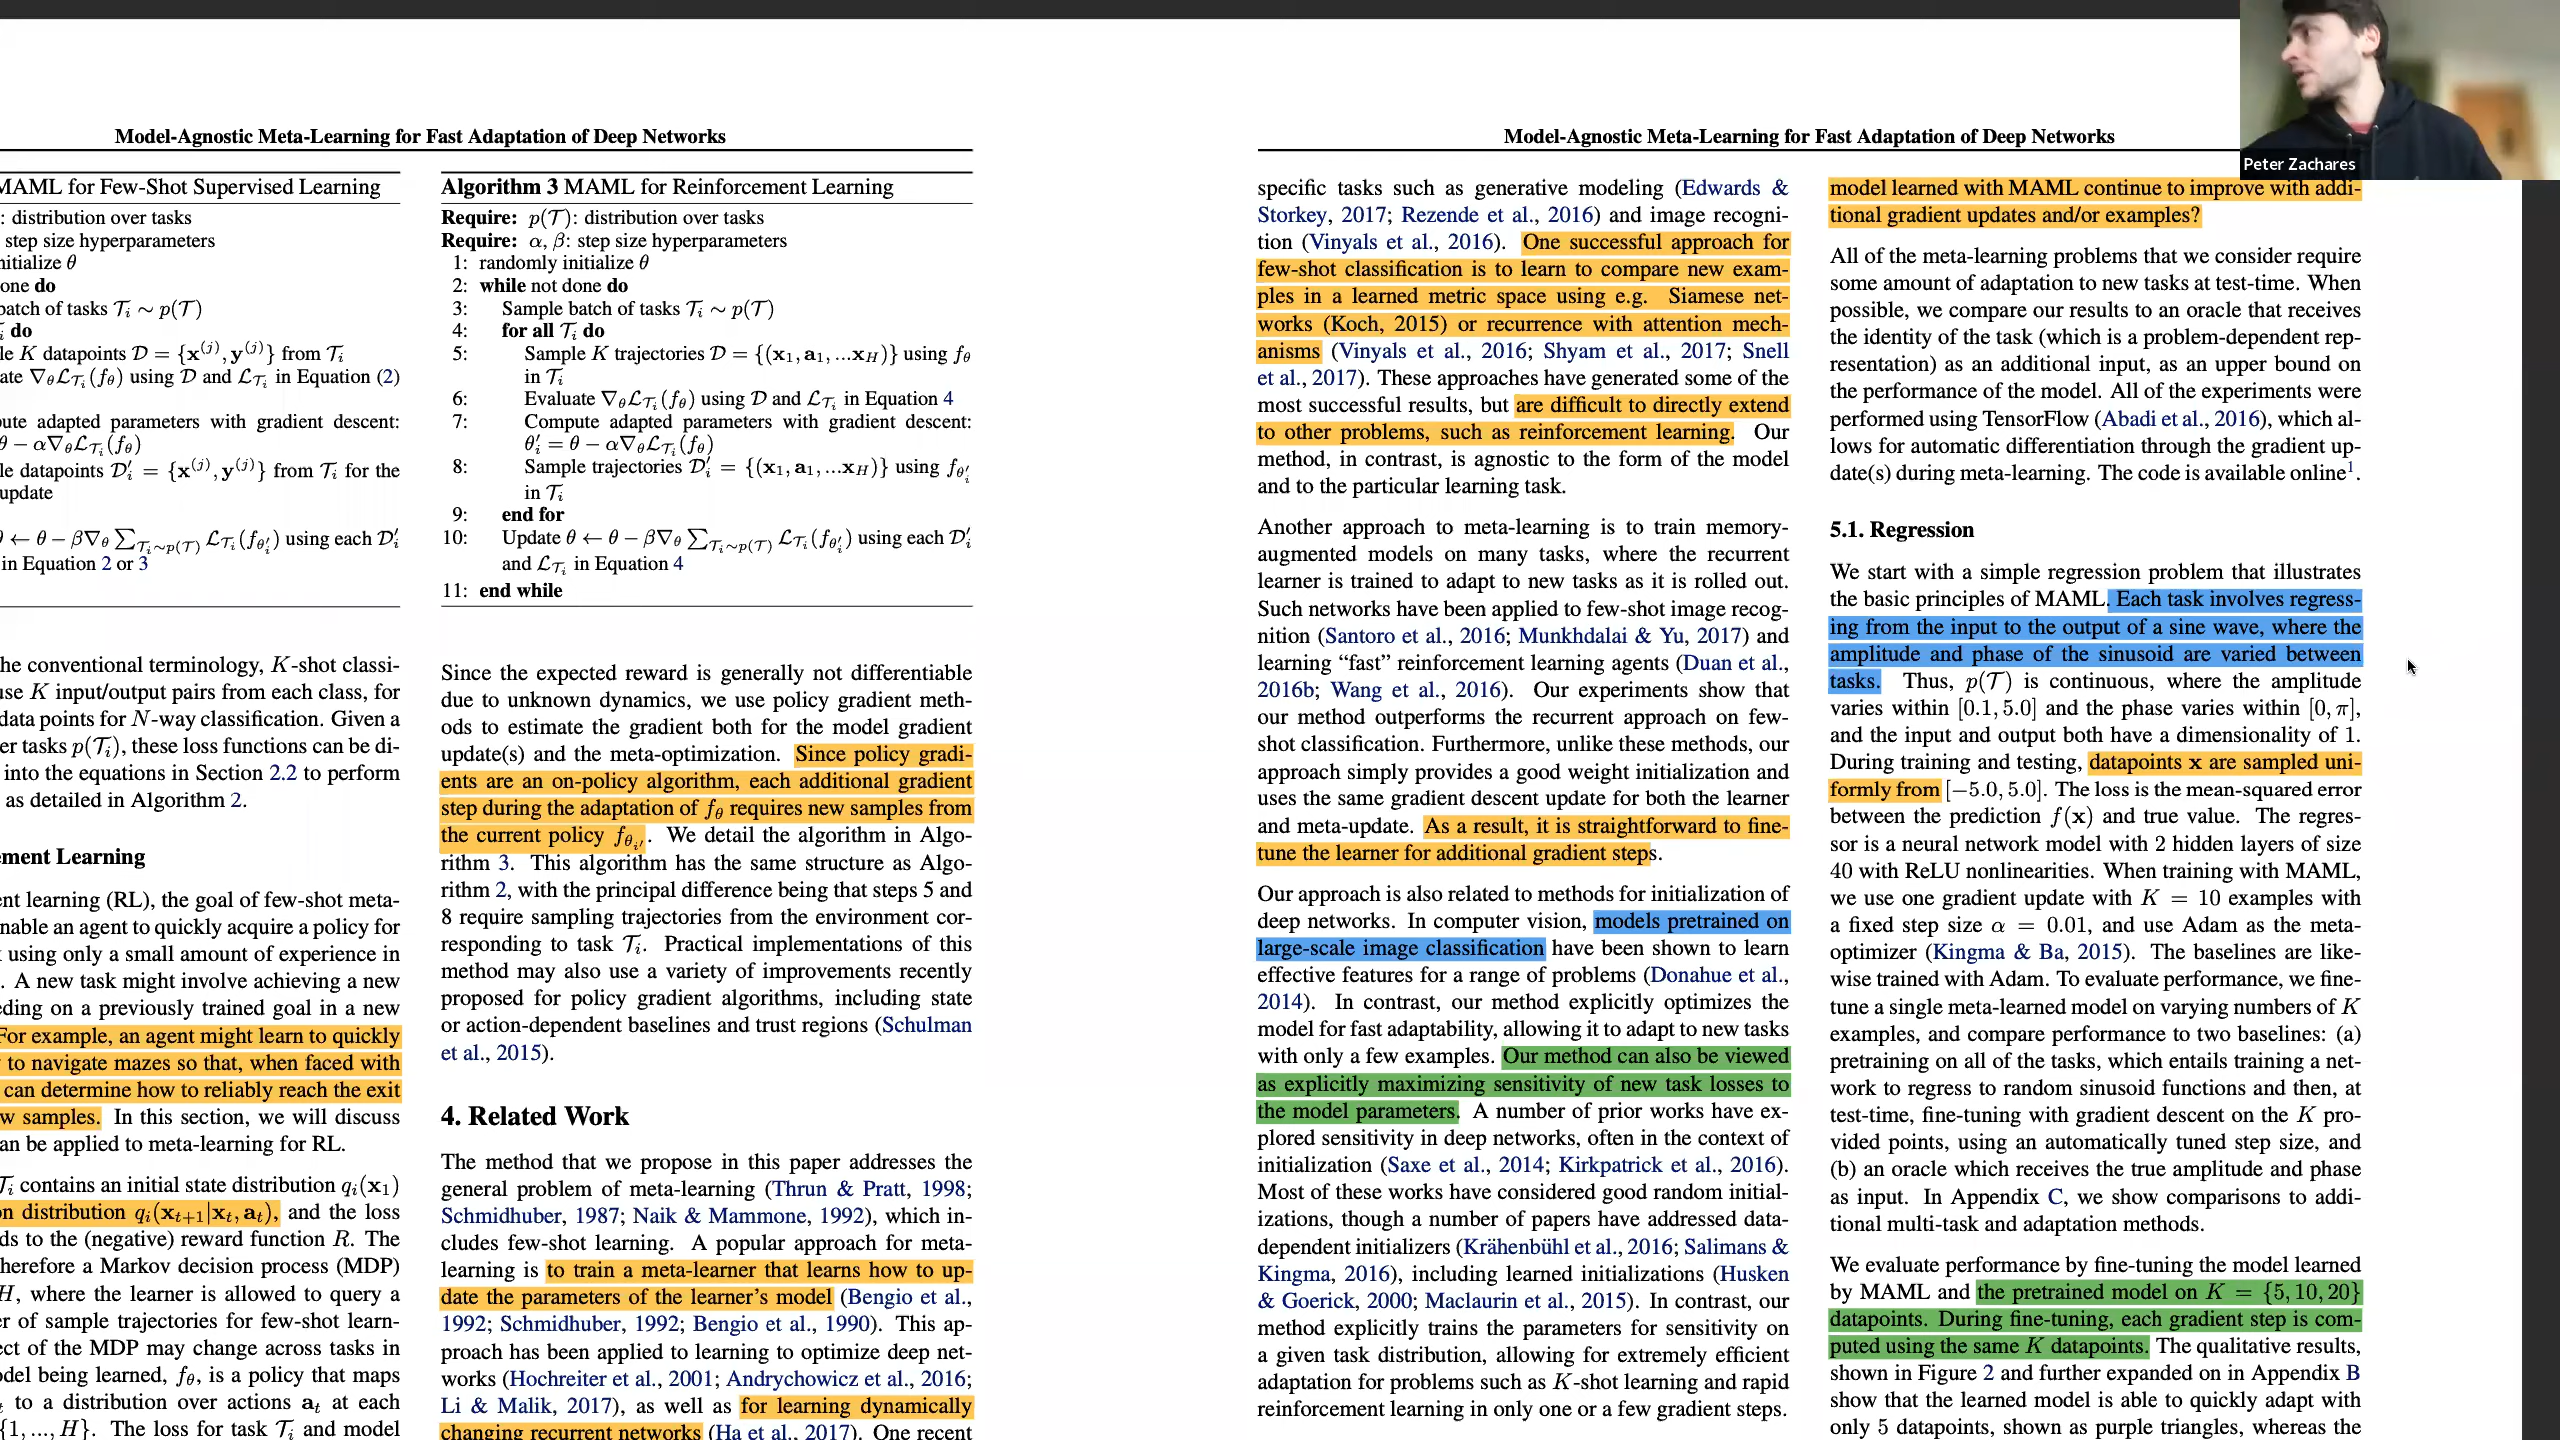 Model-Agnostic Meta-Learning for Fast Adaptation of Deep Networks
MAML for Few-Shot Supervised Learning
: distribution over tasks
step size hyperparameters
nitialize θ
one do
batch of tasks 𝒯ᵢ ∼ p(𝒯)
ᵢ do
le K datapoints 𝒟 = {x⁽ʲ⁾, y⁽ʲ⁾} from 𝒯ᵢ
ate ∇_θ ℒ_𝒯ᵢ(f_θ) using 𝒟 and ℒ_𝒯ᵢ in Equation (2)
ute adapted parameters with gradient descent:
θ − α∇_θ ℒ_𝒯ᵢ(f_θ)
le datapoints 𝒟′ᵢ = {x⁽ʲ⁾, y⁽ʲ⁾} from 𝒯ᵢ for the
update
θ ← θ − β∇_θ ∑_𝒯ᵢ∼p(𝒯) ℒ_𝒯ᵢ(f_θ′ᵢ) using each 𝒟′ᵢ
in Equation 2 or 3
he conventional terminology, K-shot classi-
use K input/output pairs from each class, for
data points for N-way classification. Given a
er tasks p(𝒯ᵢ), these loss functions can be di-
into the equations in Section 2.2 to perform
as detailed in Algorithm 2.
ement Learning
ent learning (RL), the goal of few-shot meta-
nable an agent to quickly acquire a policy for
using only a small amount of experience in
. A new task might involve achieving a new
eding on a previously trained goal in a new
For example, an agent might learn to quickly
to navigate mazes so that, when faced with
can determine how to reliably reach the exit
w samples. In this section, we will discuss
an be applied to meta-learning for RL.
𝒯ᵢ contains an initial state distribution qᵢ(x₁)
on distribution qᵢ(xₜ₊₁|xₜ, aₜ), and the loss
ds to the (negative) reward function R. The
herefore a Markov decision process (MDP)
H, where the learner is allowed to query a
er of sample trajectories for few-shot learn-
ect of the MDP may change across tasks in
odel being learned, f_θ, is a policy that maps
ₜ to a distribution over actions aₜ at each
{1, ..., H}. The loss for task 𝒯ᵢ and model
Algorithm 3 MAML for Reinforcement Learning
Require: p(𝒯): distribution over tasks
Require: α, β: step size hyperparameters
1: randomly initialize θ
2: while not done do
3: Sample batch of tasks 𝒯ᵢ ∼ p(𝒯)
4: for all 𝒯ᵢ do
5: Sample K trajectories 𝒟 = {(x₁, a₁, ...x_H)} using f_θ
in 𝒯ᵢ
6: Evaluate ∇_θ ℒ_𝒯ᵢ(f_θ) using 𝒟 and ℒ_𝒯ᵢ in Equation 4
7: Compute adapted parameters with gradient descent:
θ′ᵢ = θ − α∇_θ ℒ_𝒯ᵢ(f_θ)
8: Sample trajectories 𝒟′ᵢ = {(x₁, a₁, ...x_H)} using f_θ′ᵢ
in 𝒯ᵢ
9: end for
10: Update θ ← θ − β∇_θ ∑_𝒯ᵢ∼p(𝒯) ℒ_𝒯ᵢ(f_θ′ᵢ) using each 𝒟′ᵢ
and ℒ_𝒯ᵢ in Equation 4
11: end while
Since the expected reward is generally not differentiable
due to unknown dynamics, we use policy gradient meth-
ods to estimate the gradient both for the model gradient
update(s) and the meta-optimization. Since policy gradi-
ents are an on-policy algorithm, each additional gradient
step during the adaptation of f_θ requires new samples from
the current policy f_θᵢ′. We detail the algorithm in Algo-
rithm 3. This algorithm has the same structure as Algo-
rithm 2, with the principal difference being that steps 5 and
8 require sampling trajectories from the environment cor-
responding to task 𝒯ᵢ. Practical implementations of this
method may also use a variety of improvements recently
proposed for policy gradient algorithms, including state
or action-dependent baselines and trust regions (Schulman
et al., 2015).
4. Related Work
The method that we propose in this paper addresses the
general problem of meta-learning (Thrun & Pratt, 1998;
Schmidhuber, 1987; Naik & Mammone, 1992), which in-
cludes few-shot learning. A popular approach for meta-
learning is to train a meta-learner that learns how to up-
date the parameters of the learner's model (Bengio et al.,
1992; Schmidhuber, 1992; Bengio et al., 1990). This ap-
proach has been applied to learning to optimize deep net-
works (Hochreiter et al., 2001; Andrychowicz et al., 2016;
Li & Malik, 2017), as well as for learning dynamically
changing recurrent networks (Ha et al., 2017). One recent
Model-Agnostic Meta-Learning for Fast Adaptation of Deep Networks
specific tasks such as generative modeling (Edwards &
Storkey, 2017; Rezende et al., 2016) and image recogni-
tion (Vinyals et al., 2016). One successful approach for
few-shot classification is to learn to compare new exam-
ples in a learned metric space using e.g. Siamese net-
works (Koch, 2015) or recurrence with attention mech-
anisms (Vinyals et al., 2016; Shyam et al., 2017; Snell
et al., 2017). These approaches have generated some of the
most successful results, but are difficult to directly extend
to other problems, such as reinforcement learning. Our
method, in contrast, is agnostic to the form of the model
and to the particular learning task.
Another approach to meta-learning is to train memory-
augmented models on many tasks, where the recurrent
learner is trained to adapt to new tasks as it is rolled out.
Such networks have been applied to few-shot image recog-
nition (Santoro et al., 2016; Munkhdalai & Yu, 2017) and
learning “fast” reinforcement learning agents (Duan et al.,
2016b; Wang et al., 2016). Our experiments show that
our method outperforms the recurrent approach on few-
shot classification. Furthermore, unlike these methods, our
approach simply provides a good weight initialization and
uses the same gradient descent update for both the learner
and meta-update. As a result, it is straightforward to fine-
tune the learner for additional gradient steps.
Our approach is also related to methods for initialization of
deep networks. In computer vision, models pretrained on
large-scale image classification have been shown to learn
effective features for a range of problems (Donahue et al.,
2014). In contrast, our method explicitly optimizes the
model for fast adaptability, allowing it to adapt to new tasks
with only a few examples. Our method can also be viewed
as explicitly maximizing sensitivity of new task losses to
the model parameters. A number of prior works have ex-
plored sensitivity in deep networks, often in the context of
initialization (Saxe et al., 2014; Kirkpatrick et al., 2016).
Most of these works have considered good random initial-
izations, though a number of papers have addressed data-
dependent initializers (Krähenbühl et al., 2016; Salimans &
Kingma, 2016), including learned initializations (Husken
& Goerick, 2000; Maclaurin et al., 2015). In contrast, our
method explicitly trains the parameters for sensitivity on
a given task distribution, allowing for extremely efficient
adaptation for problems such as K-shot learning and rapid
reinforcement learning in only one or a few gradient steps.
model learned with MAML continue to improve with addi-
tional gradient updates and/or examples?
All of the meta-learning problems that we consider require
some amount of adaptation to new tasks at test-time. When
possible, we compare our results to an oracle that receives
the identity of the task (which is a problem-dependent rep-
resentation) as an additional input, as an upper bound on
the performance of the model. All of the experiments were
performed using TensorFlow (Abadi et al., 2016), which al-
lows for automatic differentiation through the gradient up-
date(s) during meta-learning. The code is available online¹.
5.1. Regression
We start with a simple regression problem that illustrates
the basic principles of MAML. Each task involves regress-
ing from the input to the output of a sine wave, where the
amplitude and phase of the sinusoid are varied between
tasks. Thus, p(𝒯) is continuous, where the amplitude
varies within [0.1, 5.0] and the phase varies within [0, π],
and the input and output both have a dimensionality of 1.
During training and testing, datapoints x are sampled uni-
formly from [−5.0, 5.0]. The loss is the mean-squared error
between the prediction f(x) and true value. The regres-
sor is a neural network model with 2 hidden layers of size
40 with ReLU nonlinearities. When training with MAML,
we use one gradient update with K = 10 examples with
a fixed step size α = 0.01, and use Adam as the meta-
optimizer (Kingma & Ba, 2015). The baselines are like-
wise trained with Adam. To evaluate performance, we fine-
tune a single meta-learned model on varying numbers of K
examples, and compare performance to two baselines: (a)
pretraining on all of the tasks, which entails training a net-
work to regress to random sinusoid functions and then, at
test-time, fine-tuning with gradient descent on the K pro-
vided points, using an automatically tuned step size, and
(b) an oracle which receives the true amplitude and phase
as input. In Appendix C, we show comparisons to addi-
tional multi-task and adaptation methods.
We evaluate performance by fine-tuning the model learned
by MAML and the pretrained model on K = {5, 10, 20}
datapoints. During fine-tuning, each gradient step is com-
puted using the same K datapoints. The qualitative results,
shown in Figure 2 and further expanded on in Appendix B
show that the learned model is able to quickly adapt with
only 5 datapoints, shown as purple triangles, whereas the
Peter Zachares